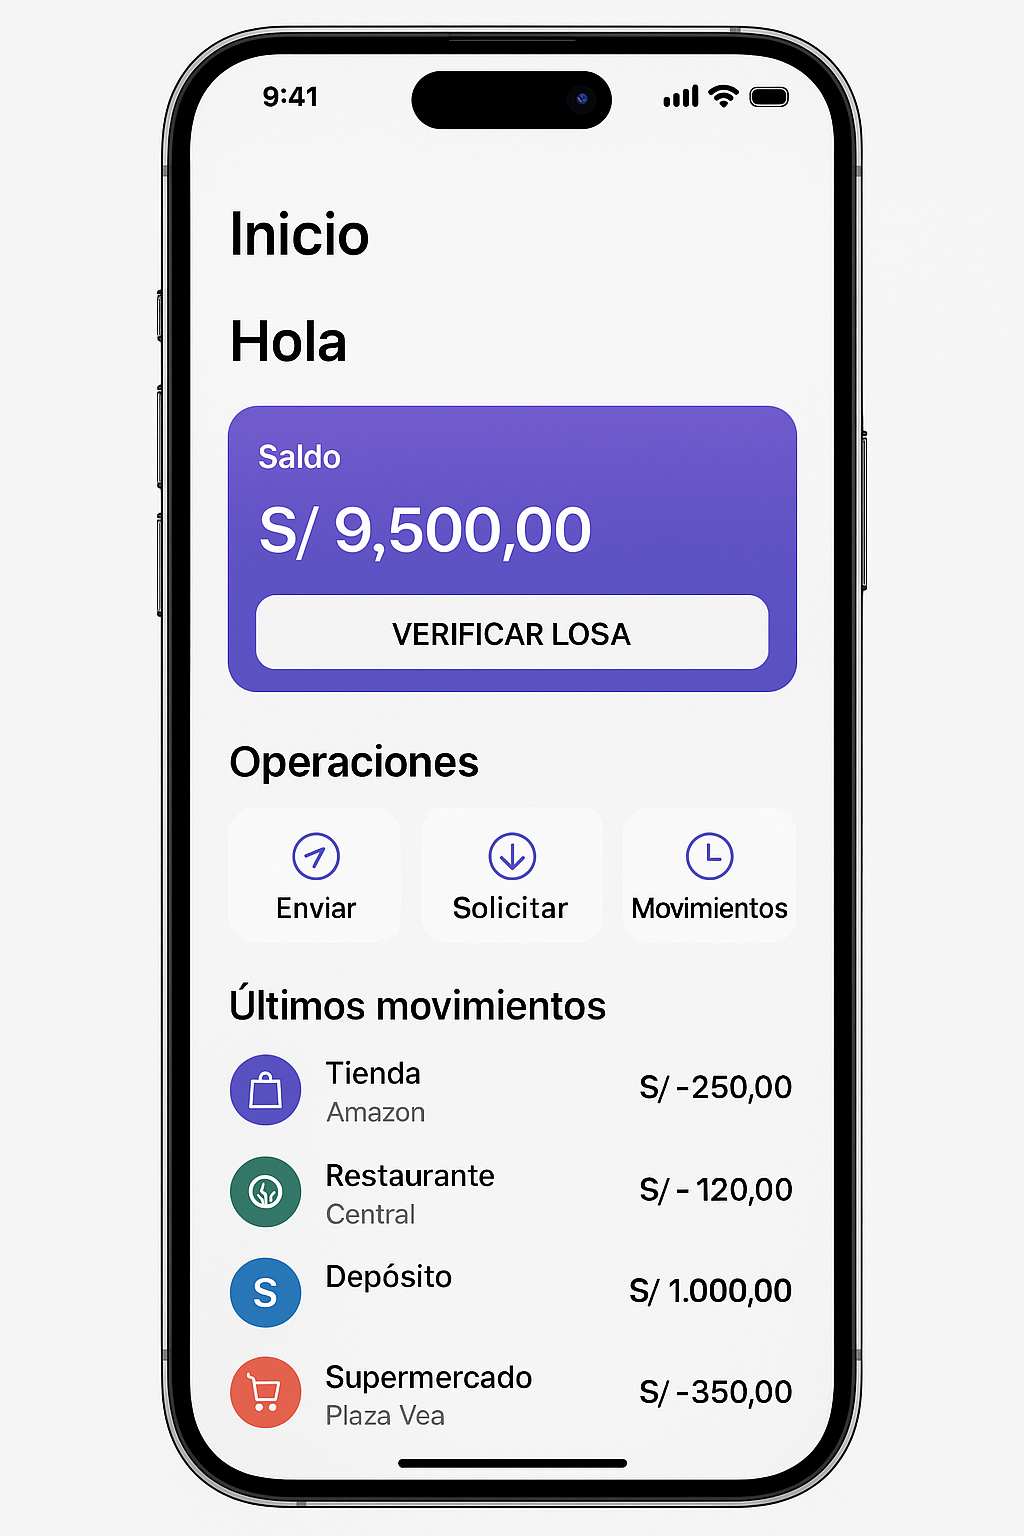 9:41
Inicio
Hola
Saldo
S/ 9,500,00
VERIFICAR LOSA
Operaciones
Enviar
Solicitar
Movimientos
Últimos movimientos
Tienda
Amazon
S/ -250,00
Restaurante
Central
S/ - 120,00
S
Depósito
S/ 1.000,00
Supermercado
Plaza Vea
S/ -350,00